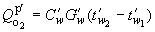 Q^{p'}_{o_2} = C'_w G'_w (t'_{w_2} − t'_{w_1})